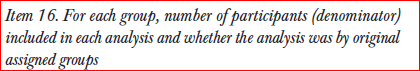 Item 16. For each group, number of participants (denominator)
included in each analysis and whether the analysis was by original
assigned groups